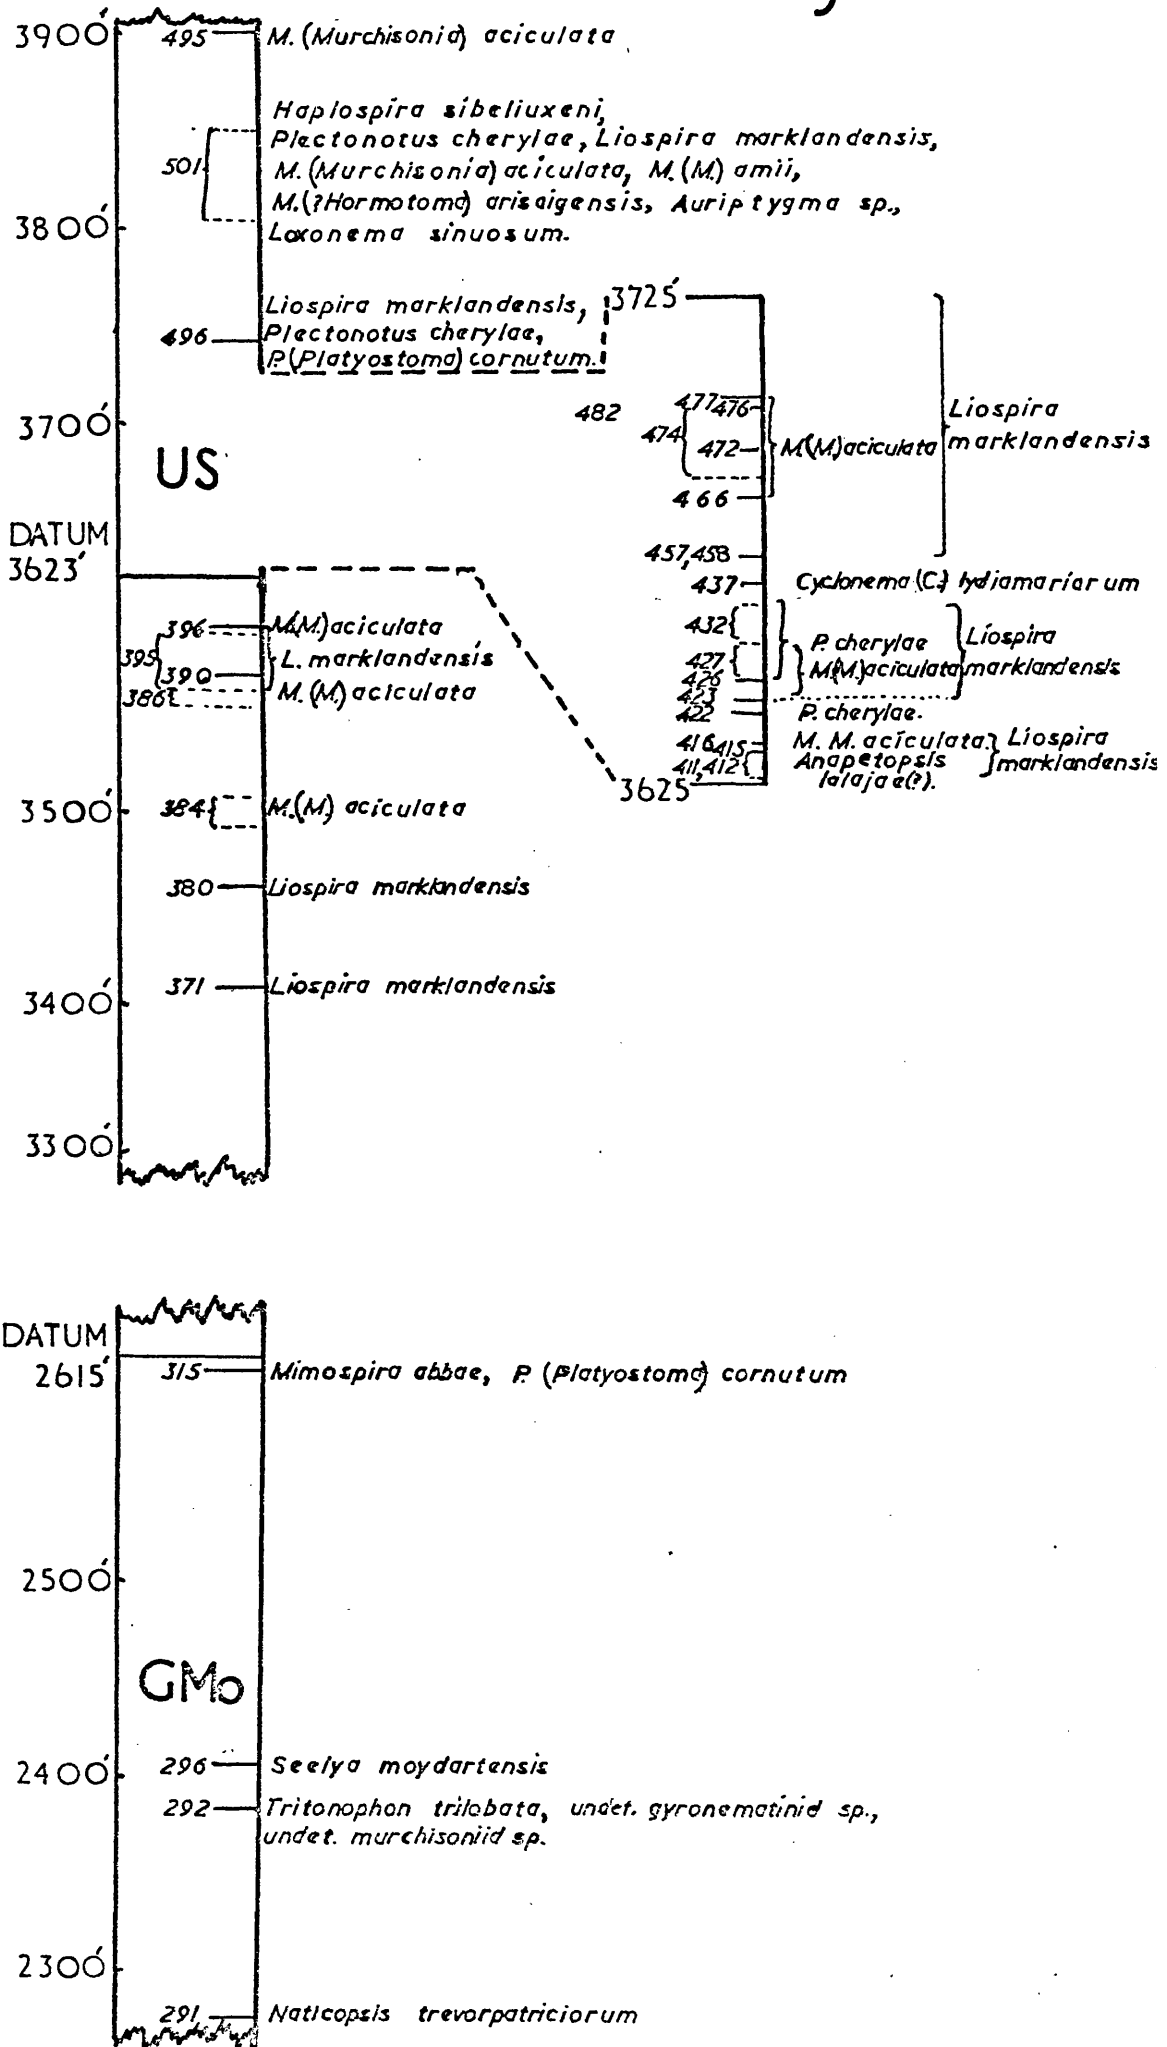 3900'
495 M. (Murchisonia) aciculata
Haplospira sibeliuxeni,
Plectonotus cherylae, Liospira marklandensis,
501 M. (Murchisonia) aciculata, M. (M.) amii,
M. (?Hormotoma) arisaigensis, Auriptygma sp.,
3800'
Loxonema sinuosum.
Liospira marklandensis,
496 Plectonotus cherylae,
P. (Platyostoma) cornutum.
3725'
3700'
482
477 476
474
472
M. (M.) aciculata
Liospira
marklandensis
466
US
457, 458
437 Cyclonema (C.) lydiamariarum
432
427
426
423
P. cherylae
M. (M.) aciculata
Liospira
marklandensis
422 P. cherylae.
416 415 M. M. aciculata.
411, 412 Anapetopsis
lalajae (?).
Liospira
marklandensis
3625'
DATUM
3623'
396 M. (M.) aciculata
395 L. marklandensis
390
386 M. (M.) aciculata
3500'
384 M. (M.) aciculata
380 Liospira marklandensis
371 Liospira marklandensis
3400'
3300'
DATUM
2615'
315 Mimospira abbae, P. (Platyostoma) cornutum
2500'
GMo
2400'
296 Seelya moydartensis
292 Tritonophon trilobata, undet. gyronematinid sp.,
undet. murchisoniid sp.
2300'
291 Naticopsis trevorpatriciorum